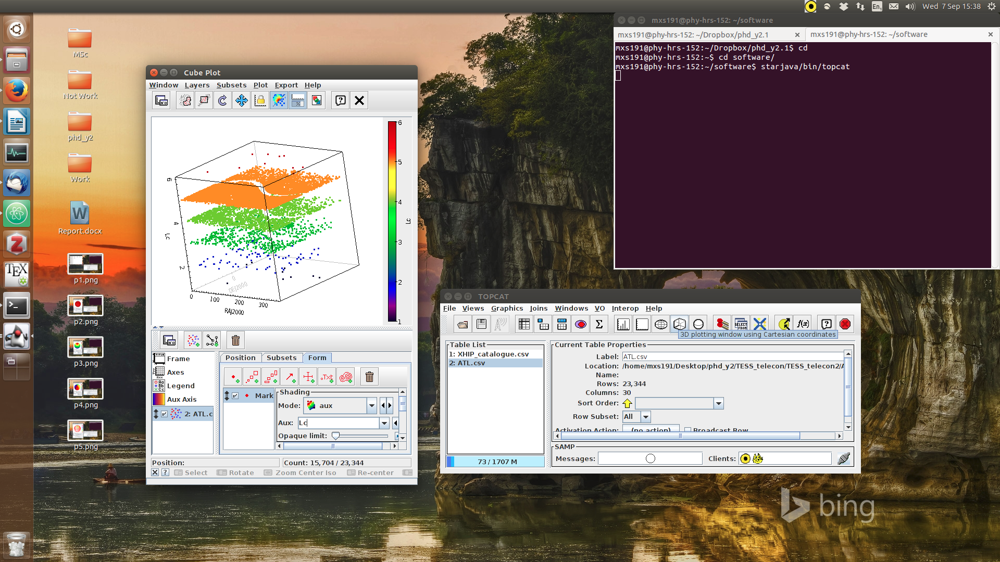 En1
Wed 7 Sep 15:38
MSc
Not Work
phd_y2
Work
W
Report.docx
p1.png
p2.png
p3.png
p4.png
p5.png
Z
TEX
Cube Plot
Window Layers Subsets Plot Export Help
6
5
4
3
2
1
Lc
6
4
2
Lc
0
DEJ2000
0 100 200 300
RAJ2000
Position Subsets Form
Frame
Axes
Legend
Aux Axis
2: ATL.c
Mark
Shading
Mode: aux
Aux: Lc
Opaque limit:
Position:
Count: 15,704 / 23,344
Select Rotate Zoom Center Iso Re-center
mxs191@phy-hrs-152: ~/software
mxs191@phy-hrs-152: ~/Dropbox/phd_y2.1
mxs191@phy-hrs-152: ~/software
mxs191@phy-hrs-152:~/Dropbox/phd_y2.1$ cd
mxs191@phy-hrs-152:~$ cd software/
mxs191@phy-hrs-152:~/software$ starjava/bin/topcat
TOPCAT
File Views Graphics Joins Windows VO Interop Help
SELECT FROM
f(x)
3D plotting window using Cartesian coordinates
Table List
1: XHIP_catalogue.csv
2: ATL.csv
73 / 1707 M
Current Table Properties
Label: ATL.csv
Location: /home/mxs191/Desktop/phd_y2/TESS_telecon/TESS_telecon2/A
Name:
Rows: 23,344
Columns: 30
Sort Order:
Row Subset: All
Activation Action: (no action) Broadcast Row
SAMP
Messages: Clients:
bing